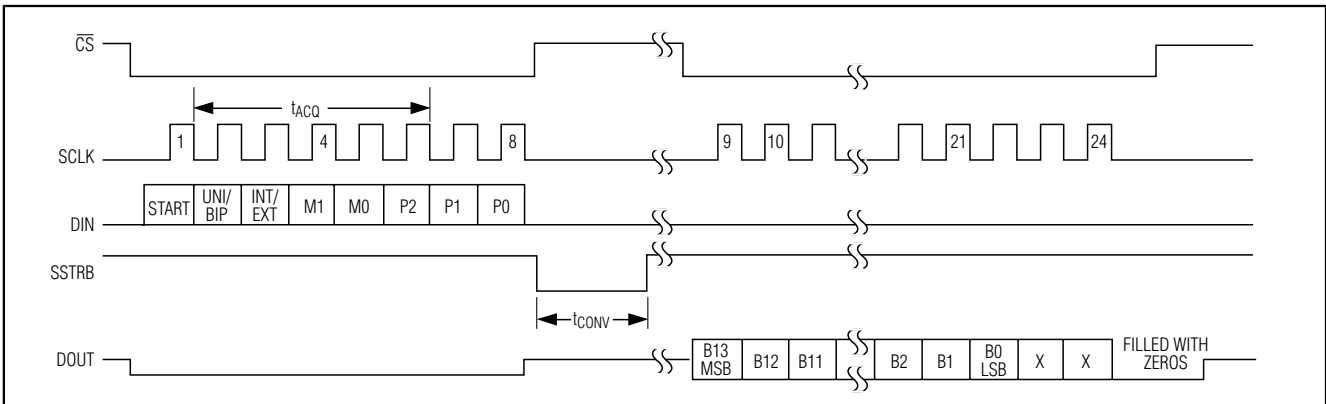 CS
tACQ
SCLK 1 4 8 9 10 21 24
DIN START UNI/ BIP INT/ EXT M1 M0 P2 P1 P0
SSTRB
tCONV
DOUT B13 MSB B12 B11 B2 B1 B0 LSB X X FILLED WITH ZEROS